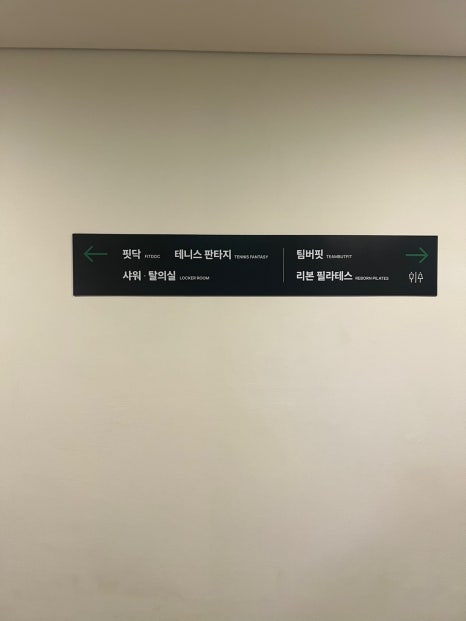 핏닥 FITDOC 테니스 판타지 TENNIS FANTASY
샤워 · 탈의실 LOCKER ROOM
팀버핏 TEAMBUTFIT
리본 필라테스 REBORN PILATES